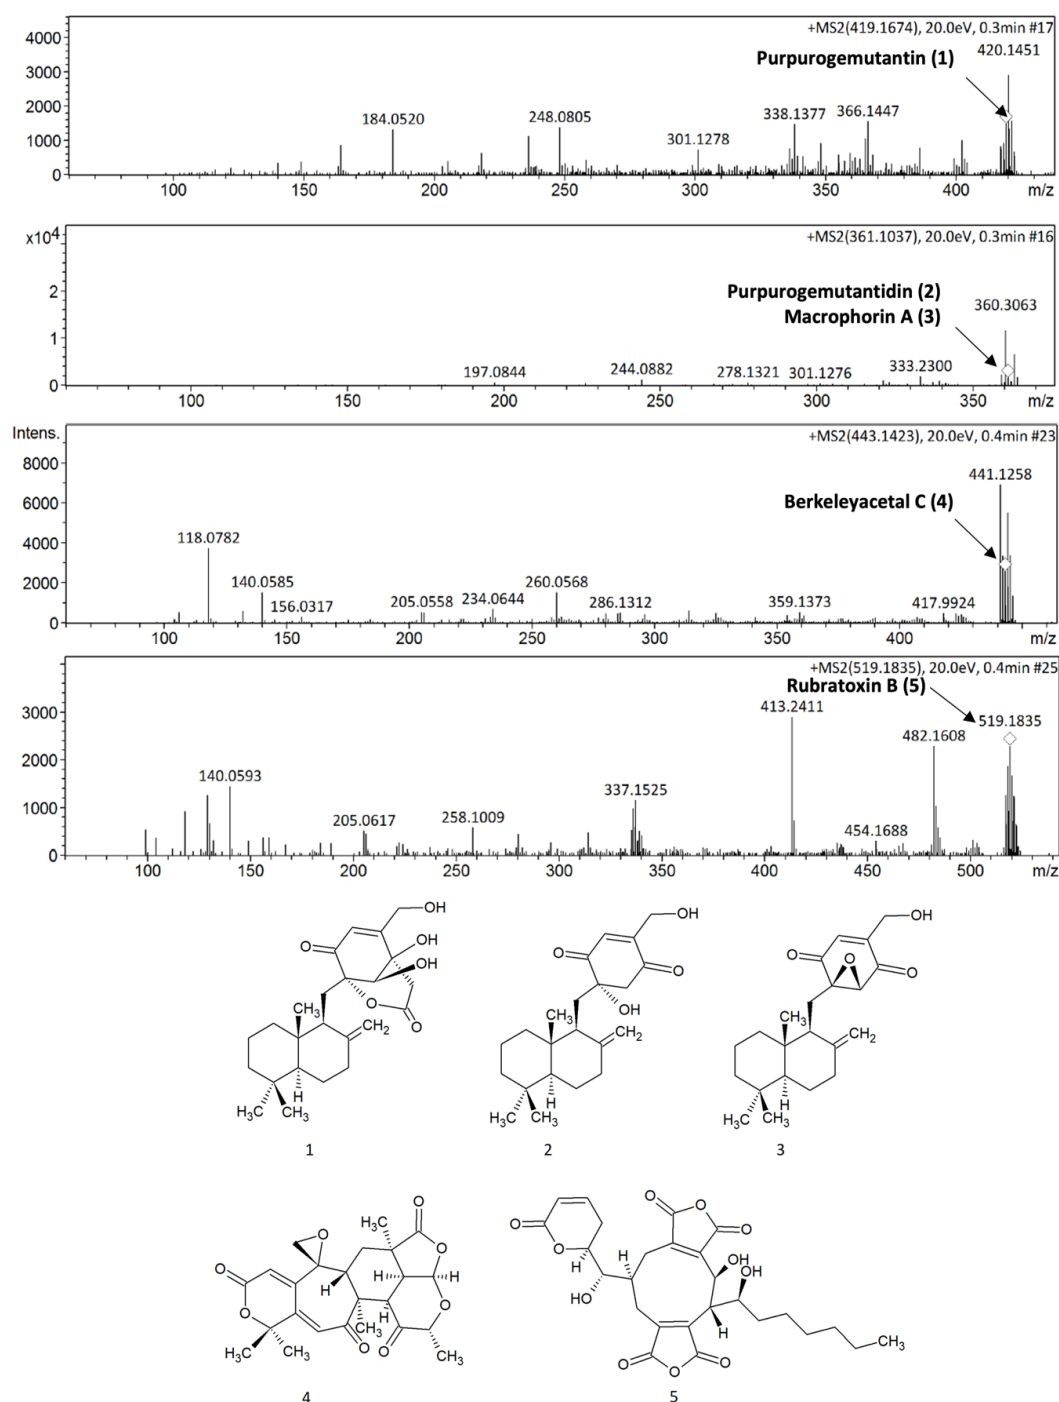 +MS2(419.1674), 20.0eV, 0.3min #17
420.1451
Purpurogemutantin (1)
4000
3000
2000
1000
0
184.0520
248.0805
301.1278
338.1377
366.1447
100 150 200 250 300 350 400 m/z
x10⁴
+MS2(361.1037), 20.0eV, 0.3min #16
Purpurogemutantidin (2)
Macrophorin A (3)
360.3063
2
1
0
197.0844
244.0882
278.1321
301.1276
333.2300
100 150 200 250 300 350 m/z
Intens.
+MS2(443.1423), 20.0eV, 0.4min #23
441.1258
Berkeleyacetal C (4)
8000
6000
4000
2000
0
118.0782
140.0585
156.0317
205.0558
234.0644
260.0568
286.1312
359.1373
417.9924
100 150 200 250 300 350 400 m/z
+MS2(519.1835), 20.0eV, 0.4min #25
Rubratoxin B (5)
413.2411
519.1835
482.1608
3000
2000
1000
0
140.0593
205.0617
258.1009
337.1525
454.1688
100 150 200 250 300 350 400 450 500 m/z
OH
O
OH
OH
O
O
CH₃
CH₂
H
H₃C
CH₃
1
OH
O
O
OH
CH₃
CH₂
H
H₃C
CH₃
2
OH
O
O
O
CH₃
CH₂
H
H₃C
CH₃
3
O
H₃C
O
O
O
H
H
H
H
O
O
CH₃
O
O
H₃C
CH₃
CH₃
4
O
O
O
O
O
H
H
OH
OH
HO
H
CH₃
O
O
O
5